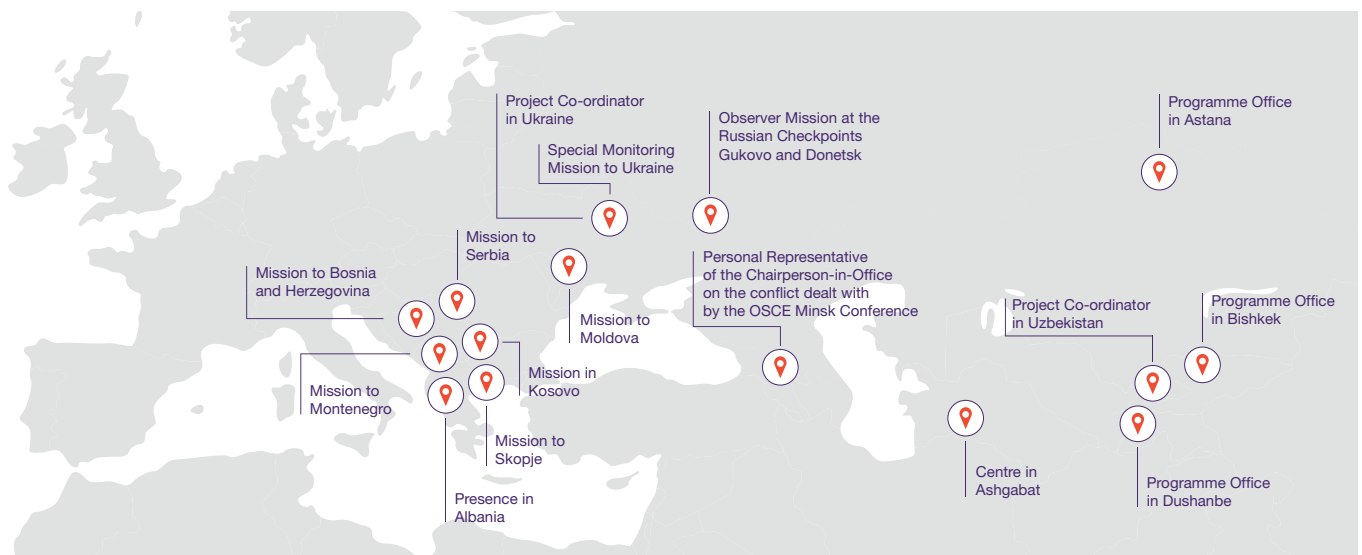 Project Co-ordinator
in Ukraine
Special Monitoring
Mission to Ukraine
Observer Mission at the
Russian Checkpoints
Gukovo and Donetsk
Programme Office
in Astana
Mission to
Serbia
Mission to Bosnia
and Herzegovina
Personal Representative
of the Chairperson-in-Office
on the conflict dealt with
by the OSCE Minsk Conference
Project Co-ordinator
in Uzbekistan
Programme Office
in Bishkek
Mission to
Moldova
Mission in
Kosovo
Mission to
Montenegro
Mission to
Skopje
Presence in
Albania
Centre in
Ashgabat
Programme Office
in Dushanbe